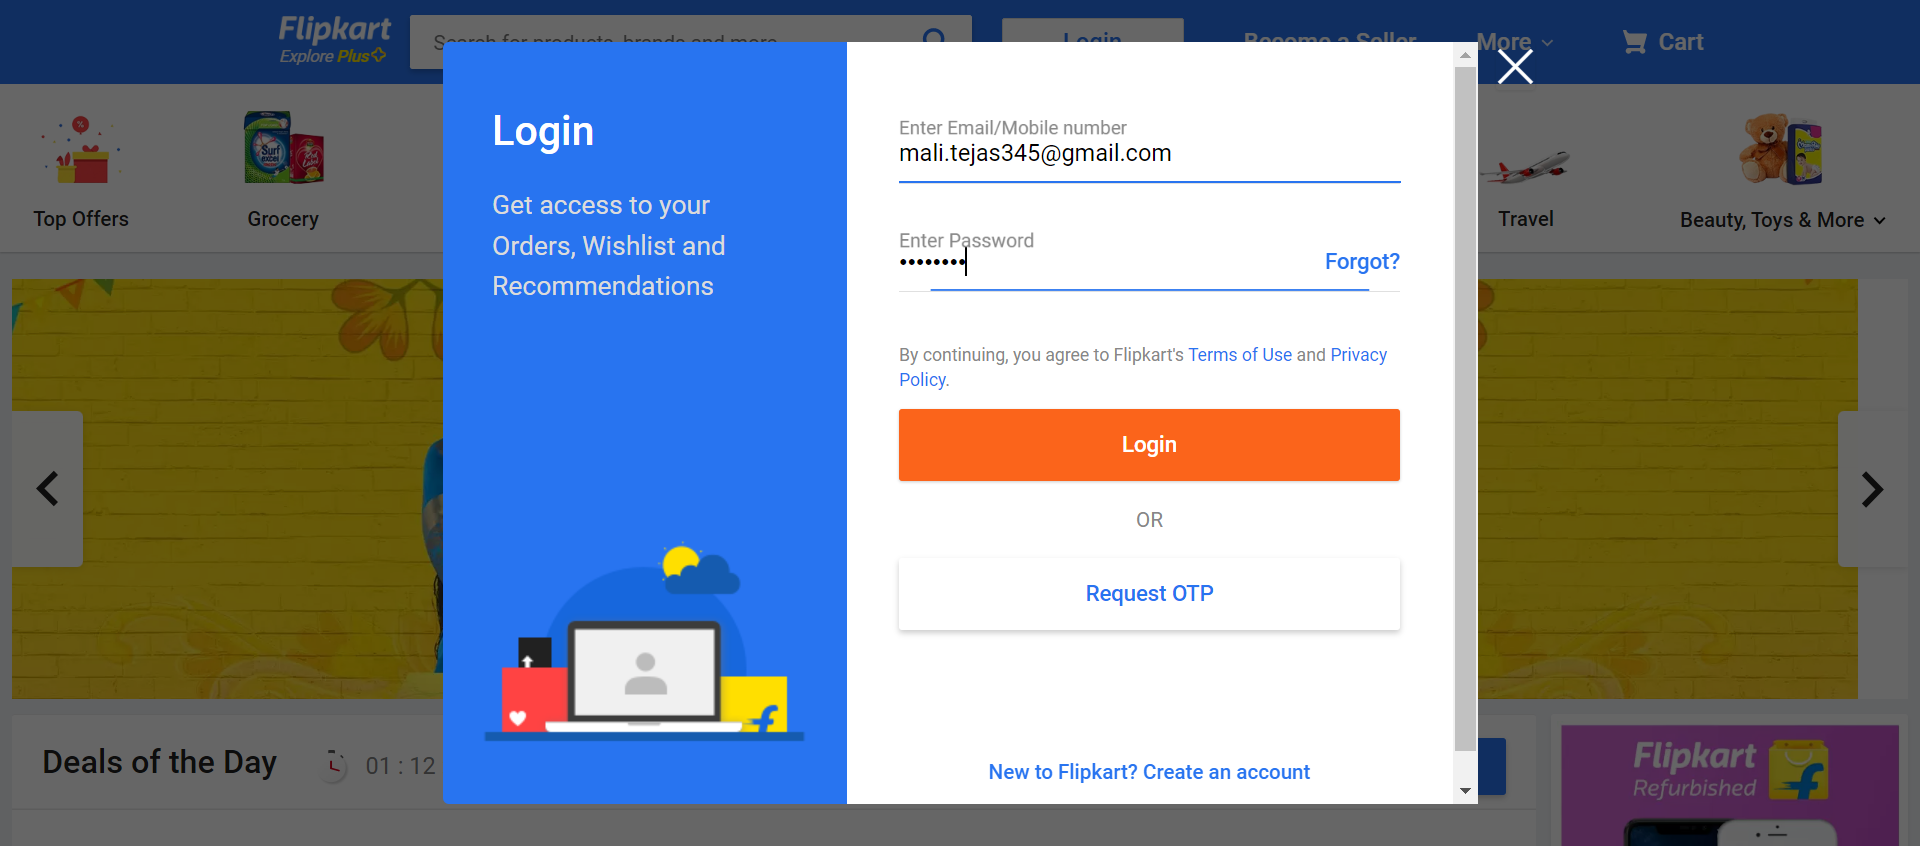 Flipkart
Explore Plus
Search for products, brands and more
Login
Become a Seller
More
Cart
Top Offers
Grocery
Travel
Beauty, Toys & More
Login
Get access to your
Orders, Wishlist and
Recommendations
Enter Email/Mobile number
mali.tejas345@gmail.com
Enter Password
••••••••
Forgot?
By continuing, you agree to Flipkart's Terms of Use and Privacy
Policy.
Login
OR
Request OTP
New to Flipkart? Create an account
Deals of the Day
01 : 12
Flipkart
Refurbished